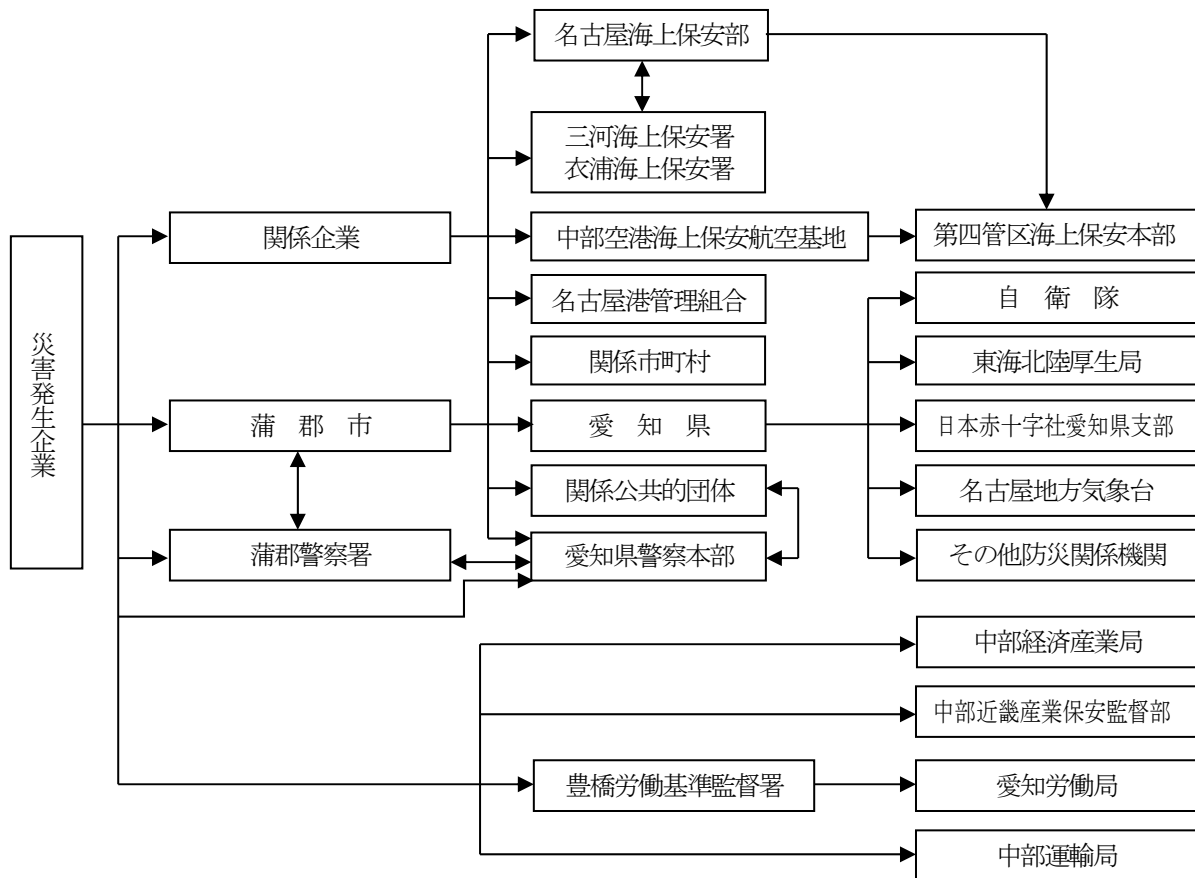 災害発生企業
関係企業
蒲　郡　市
蒲郡警察署
名古屋海上保安部
三河海上保安署
衣浦海上保安署
中部空港海上保安航空基地
名古屋港管理組合
関係市町村
愛　知　県
関係公共的団体
愛知県警察本部
豊橋労働基準監督署
第四管区海上保安本部
自　衛　隊
東海北陸厚生局
日本赤十字社愛知県支部
名古屋地方気象台
その他防災関係機関
中部経済産業局
中部近畿産業保安監督部
愛知労働局
中部運輸局